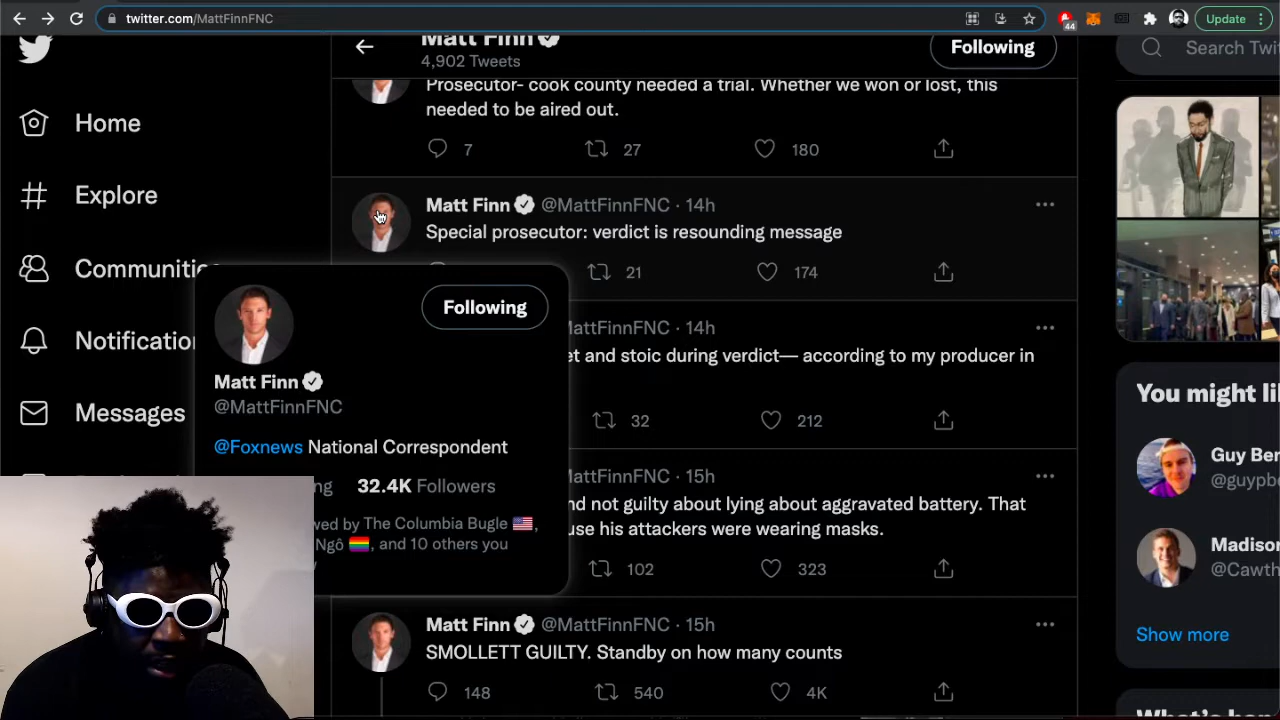 twitter.com/MattFinnFNC
44
Update
Matt Finn
4,902 Tweets
Following
Search Twi
Home
Explore
Communities
Messages
Prosecutor- cook county needed a trial. Whether we won or lost, this
needed to be aired out.
7 27 180
Matt Finn @MattFinnFNC · 14h
Special prosecutor: verdict is resounding message
21 174
MattFinnFNC · 14h
et and stoic during verdict— according to my producer in
32 212
MattFinnFNC · 15h
nd not guilty about lying about aggravated battery. That
use his attackers were wearing masks.
102 323
Matt Finn @MattFinnFNC · 15h
SMOLLETT GUILTY. Standby on how many counts
148 540 4K
Following
Matt Finn
@MattFinnFNC
@Foxnews National Correspondent
ng 32.4K Followers
wed by The Columbia Bugle 🇺🇸,
Ngô 🏳️‍🌈, and 10 others you
You might li
Guy Ber
@guypb
Madiso
@Cawth
Show more